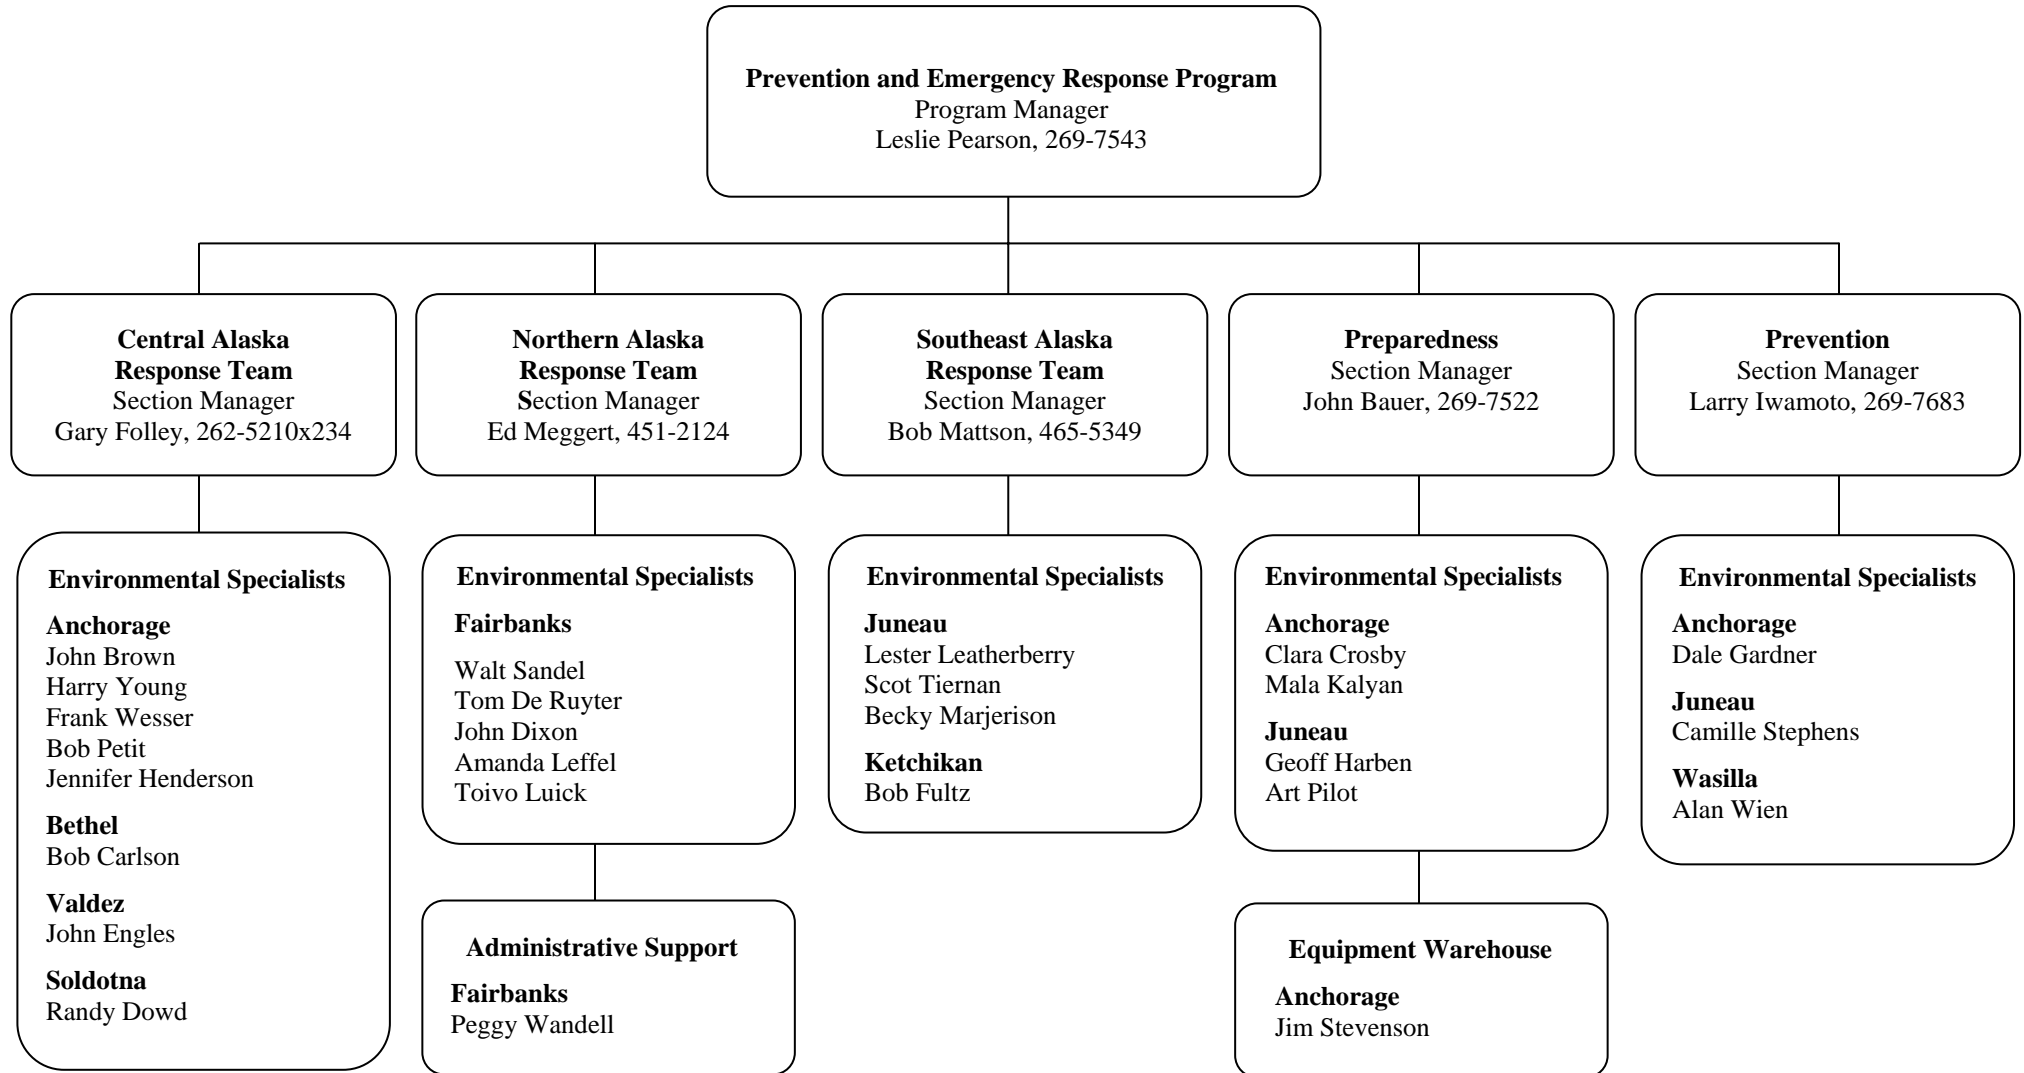 Prevention and Emergency Response Program
Program Manager
Leslie Pearson, 269-7543
Central Alaska
Response Team
Section Manager
Gary Folley, 262-5210x234
Northern Alaska
Response Team
Section Manager
Ed Meggert, 451-2124
Southeast Alaska
Response Team
Section Manager
Bob Mattson, 465-5349
Preparedness
Section Manager
John Bauer, 269-7522
Prevention
Section Manager
Larry Iwamoto, 269-7683
Environmental Specialists
Anchorage
John Brown
Harry Young
Frank Wesser
Bob Petit
Jennifer Henderson
Bethel
Bob Carlson
Valdez
John Engles
Soldotna
Randy Dowd
Environmental Specialists
Fairbanks
Walt Sandel
Tom De Ruyter
John Dixon
Amanda Leffel
Toivo Luick
Administrative Support
Fairbanks
Peggy Wandell
Environmental Specialists
Juneau
Lester Leatherberry
Scot Tiernan
Becky Marjerison
Ketchikan
Bob Fultz
Environmental Specialists
Anchorage
Clara Crosby
Mala Kalyan
Juneau
Geoff Harben
Art Pilot
Equipment Warehouse
Anchorage
Jim Stevenson
Environmental Specialists
Anchorage
Dale Gardner
Juneau
Camille Stephens
Wasilla
Alan Wien